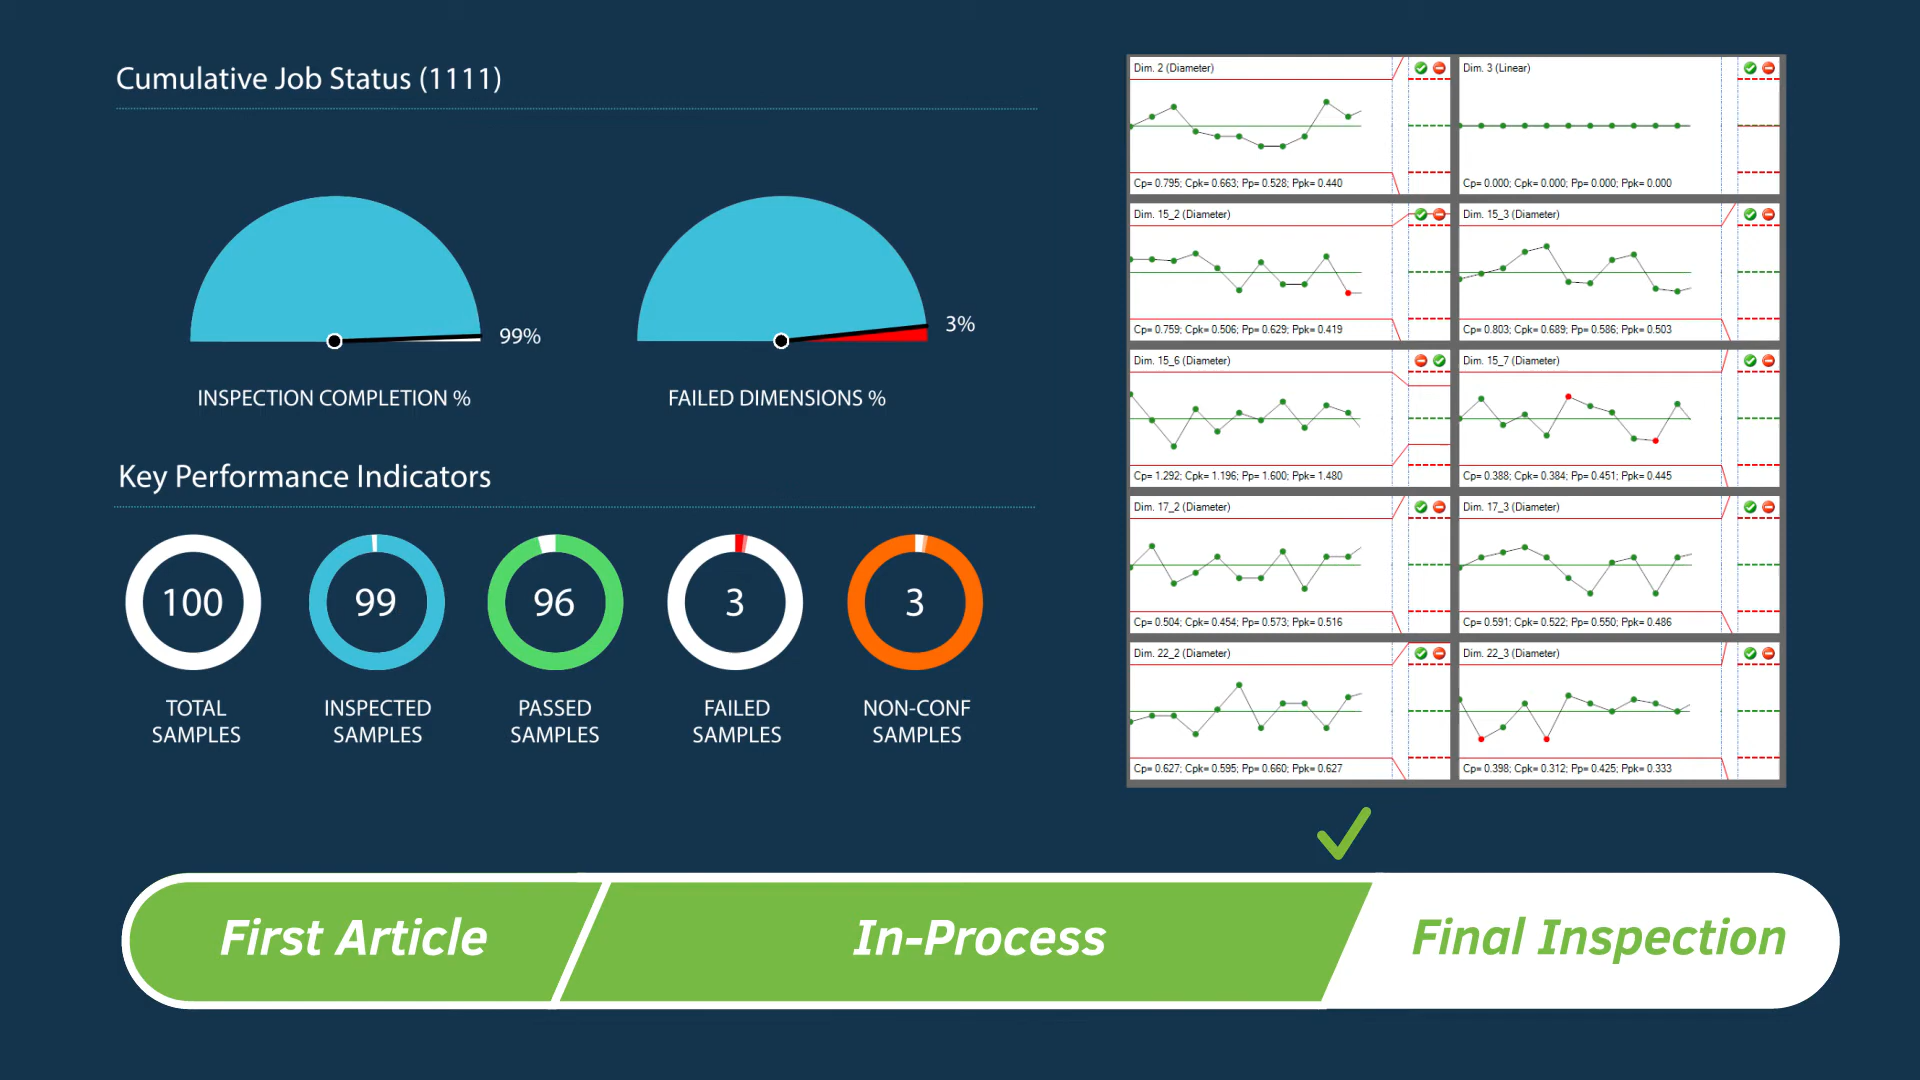 Cumulative Job Status (1111)
99%
3%
INSPECTION COMPLETION %
FAILED DIMENSIONS %
Key Performance Indicators
100
99
96
3
3
TOTAL
SAMPLES
INSPECTED
SAMPLES
PASSED
SAMPLES
FAILED
SAMPLES
NON-CONF
SAMPLES
Dim. 2 (Diameter)
Cp= 0.795; Cpk= 0.663; Pp= 0.528; Ppk= 0.440
Dim. 3 (Linear)
Cp= 0.000; Cpk= 0.000; Pp= 0.000; Ppk= 0.000
Dim. 15_2 (Diameter)
Cp= 0.759; Cpk= 0.506; Pp= 0.629; Ppk= 0.419
Dim. 15_3 (Diameter)
Cp= 0.803; Cpk= 0.689; Pp= 0.586; Ppk= 0.503
Dim. 15_6 (Diameter)
Cp= 1.292; Cpk= 1.196; Pp= 1.600; Ppk= 1.480
Dim. 15_7 (Diameter)
Cp= 0.388; Cpk= 0.384; Pp= 0.451; Ppk= 0.445
Dim. 17_2 (Diameter)
Cp= 0.504; Cpk= 0.454; Pp= 0.573; Ppk= 0.516
Dim. 17_3 (Diameter)
Cp= 0.591; Cpk= 0.522; Pp= 0.550; Ppk= 0.486
Dim. 22_2 (Diameter)
Cp= 0.627; Cpk= 0.595; Pp= 0.660; Ppk= 0.627
Dim. 22_3 (Diameter)
Cp= 0.398; Cpk= 0.312; Pp= 0.425; Ppk= 0.333
First Article
In-Process
Final Inspection